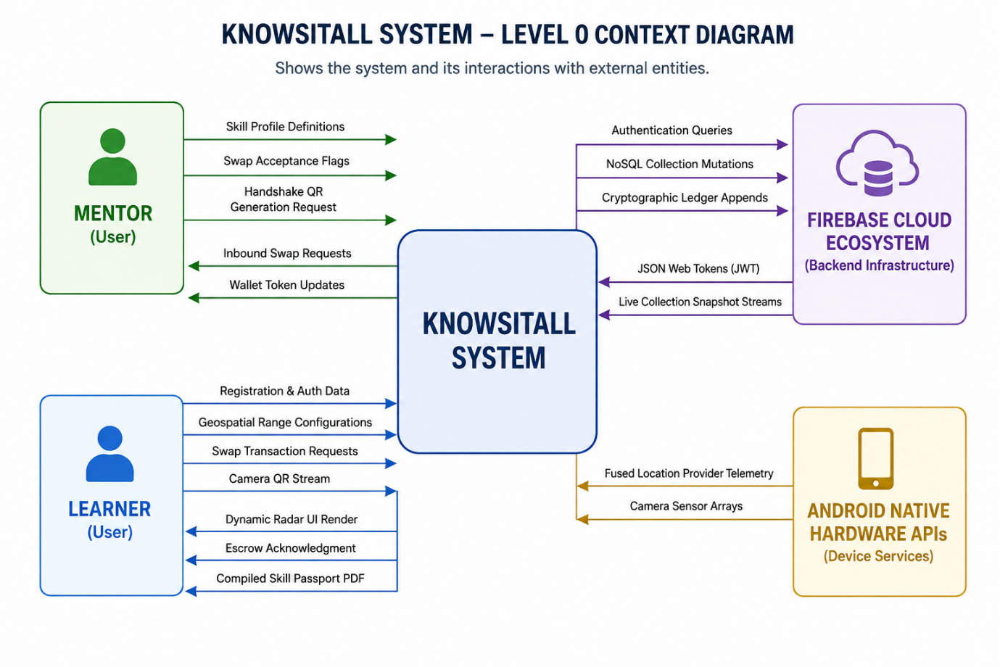 KNOWSITALL SYSTEM – LEVEL 0 CONTEXT DIAGRAM
Shows the system and its interactions with external entities.
MENTOR
(User)
Skill Profile Definitions
Swap Acceptance Flags
Handshake QR
Generation Request
Inbound Swap Requests
Wallet Token Updates
LEARNER
(User)
Registration & Auth Data
Geospatial Range Configurations
Swap Transaction Requests
Camera QR Stream
Dynamic Radar UI Render
Escrow Acknowledgment
Compiled Skill Passport PDF
KNOWSITALL
SYSTEM
Authentication Queries
NoSQL Collection Mutations
Cryptographic Ledger Appends
JSON Web Tokens (JWT)
Live Collection Snapshot Streams
FIREBASE CLOUD
ECOSYSTEM
(Backend Infrastructure)
Fused Location Provider Telemetry
Camera Sensor Arrays
ANDROID NATIVE
HARDWARE APIs
(Device Services)